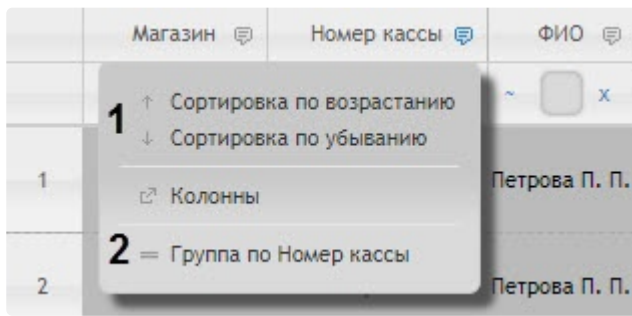 Магазин Номер кассы ФИО
~ x
1 Сортировка по возрастанию
Сортировка по убыванию
1 Петрова П. П.
Колонны
2 Группа по Номер кассы
2 Петрова П. П.